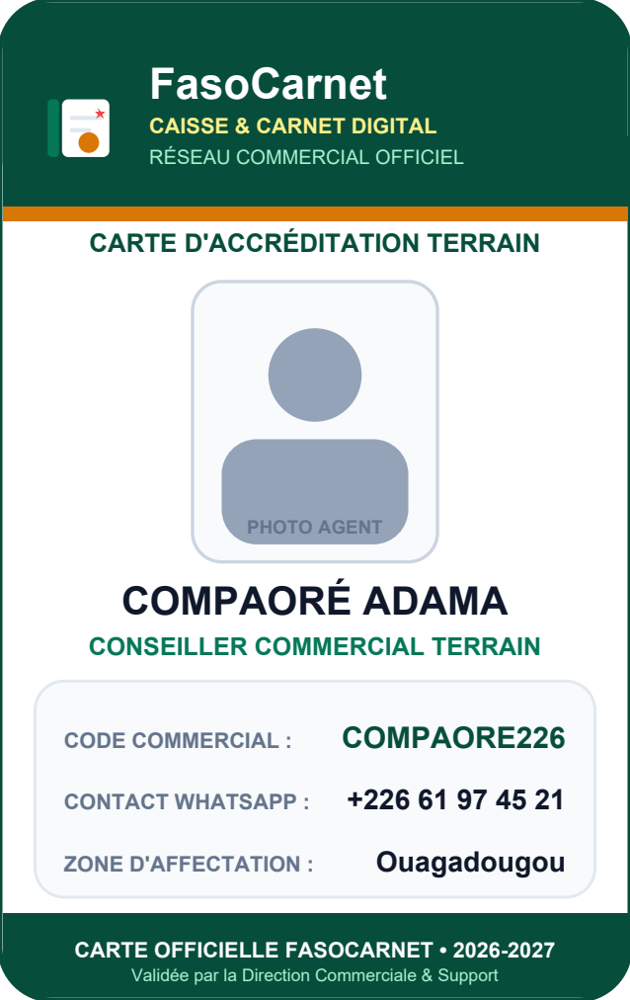 FasoCarnet
CAISSE & CARNET DIGITAL
RÉSEAU COMMERCIAL OFFICIEL
CARTE D'ACCRÉDITATION TERRAIN
PHOTO AGENT
COMPAORÉ ADAMA
CONSEILLER COMMERCIAL TERRAIN
CODE COMMERCIAL : COMPAORE226
CONTACT WHATSAPP : +226 61 97 45 21
ZONE D'AFFECTATION : Ouagadougou
CARTE OFFICIELLE FASOCARNET • 2026-2027
Validée par la Direction Commerciale & Support